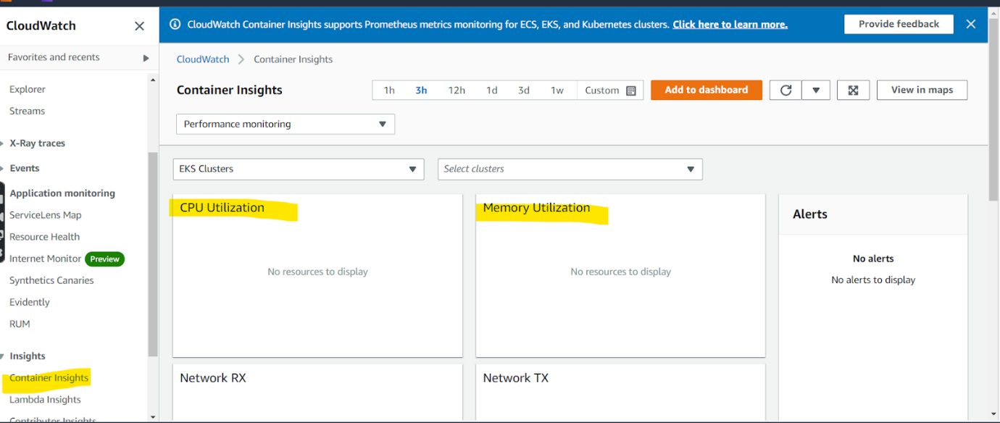 CloudWatch
Favorites and recents
Explorer
Streams
X-Ray traces
Events
Application monitoring
ServiceLens Map
Resource Health
Internet Monitor Preview
Synthetics Canaries
Evidently
RUM
Insights
Container Insights
Lambda Insights
Contributor Insights
CloudWatch Container Insights supports Prometheus metrics monitoring for ECS, EKS, and Kubernetes clusters. Click here to learn more. Provide feedback
CloudWatch Container Insights
Container Insights 1h 3h 12h 1d 3d 1w Custom Add to dashboard View in maps
Performance monitoring
EKS Clusters Select clusters
CPU Utilization
No resources to display
Memory Utilization
No resources to display
Alerts
No alerts
No alerts to display
Network RX
Network TX